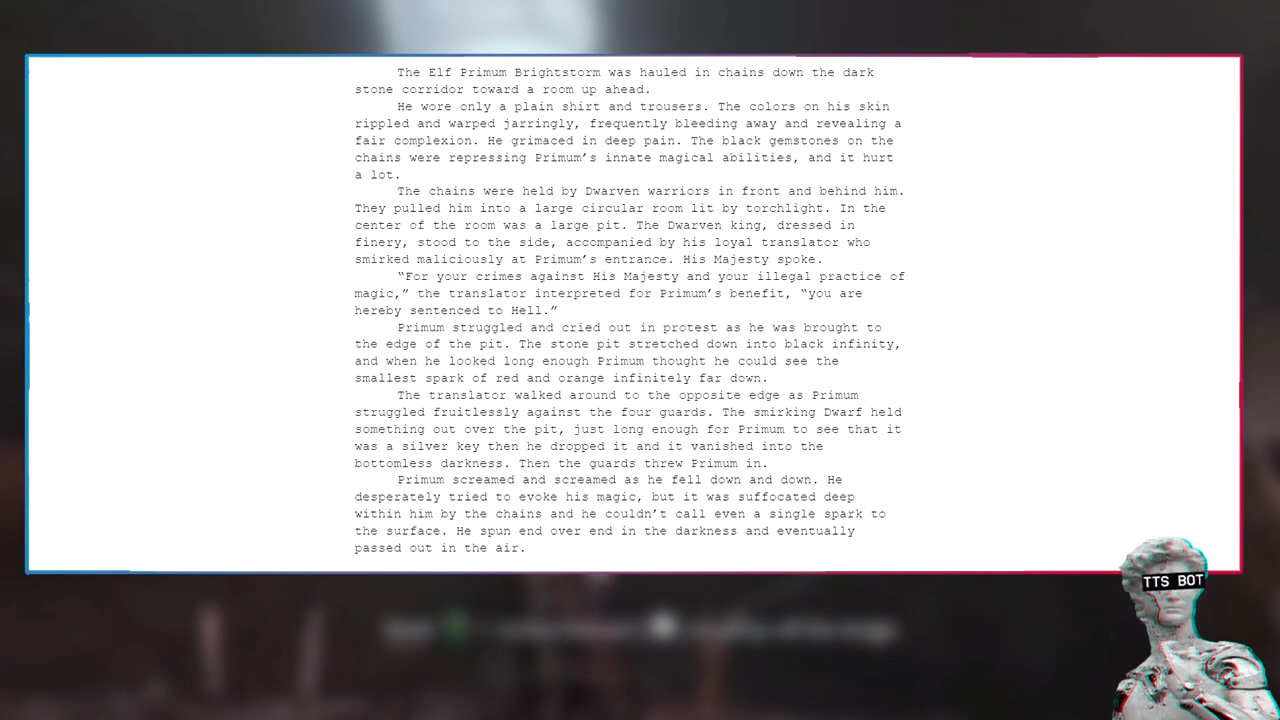 The Elf Primum Brightstorm was hauled in chains down the dark
stone corridor toward a room up ahead.
He wore only a plain shirt and trousers. The colors on his skin
rippled and warped jarringly, frequently bleeding away and revealing a
fair complexion. He grimaced in deep pain. The black gemstones on the
chains were repressing Primum’s innate magical abilities, and it hurt
a lot.
The chains were held by Dwarven warriors in front and behind him.
They pulled him into a large circular room lit by torchlight. In the
center of the room was a large pit. The Dwarven king, dressed in
finery, stood to the side, accompanied by his loyal translator who
smirked maliciously at Primum’s entrance. His Majesty spoke.
“For your crimes against His Majesty and your illegal practice of
magic,” the translator interpreted for Primum’s benefit, “you are
hereby sentenced to Hell.”
Primum struggled and cried out in protest as he was brought to
the edge of the pit. The stone pit stretched down into black infinity,
and when he looked long enough Primum thought he could see the
smallest spark of red and orange infinitely far down.
The translator walked around to the opposite edge as Primum
struggled fruitlessly against the four guards. The smirking Dwarf held
something out over the pit, just long enough for Primum to see that it
was a silver key then he dropped it and it vanished into the
bottomless darkness. Then the guards threw Primum in.
Primum screamed and screamed as he fell down and down. He
desperately tried to evoke his magic, but it was suffocated deep
within him by the chains and he couldn’t call even a single spark to
the surface. He spun end over end in the darkness and eventually
passed out in the air.
TTS BOT